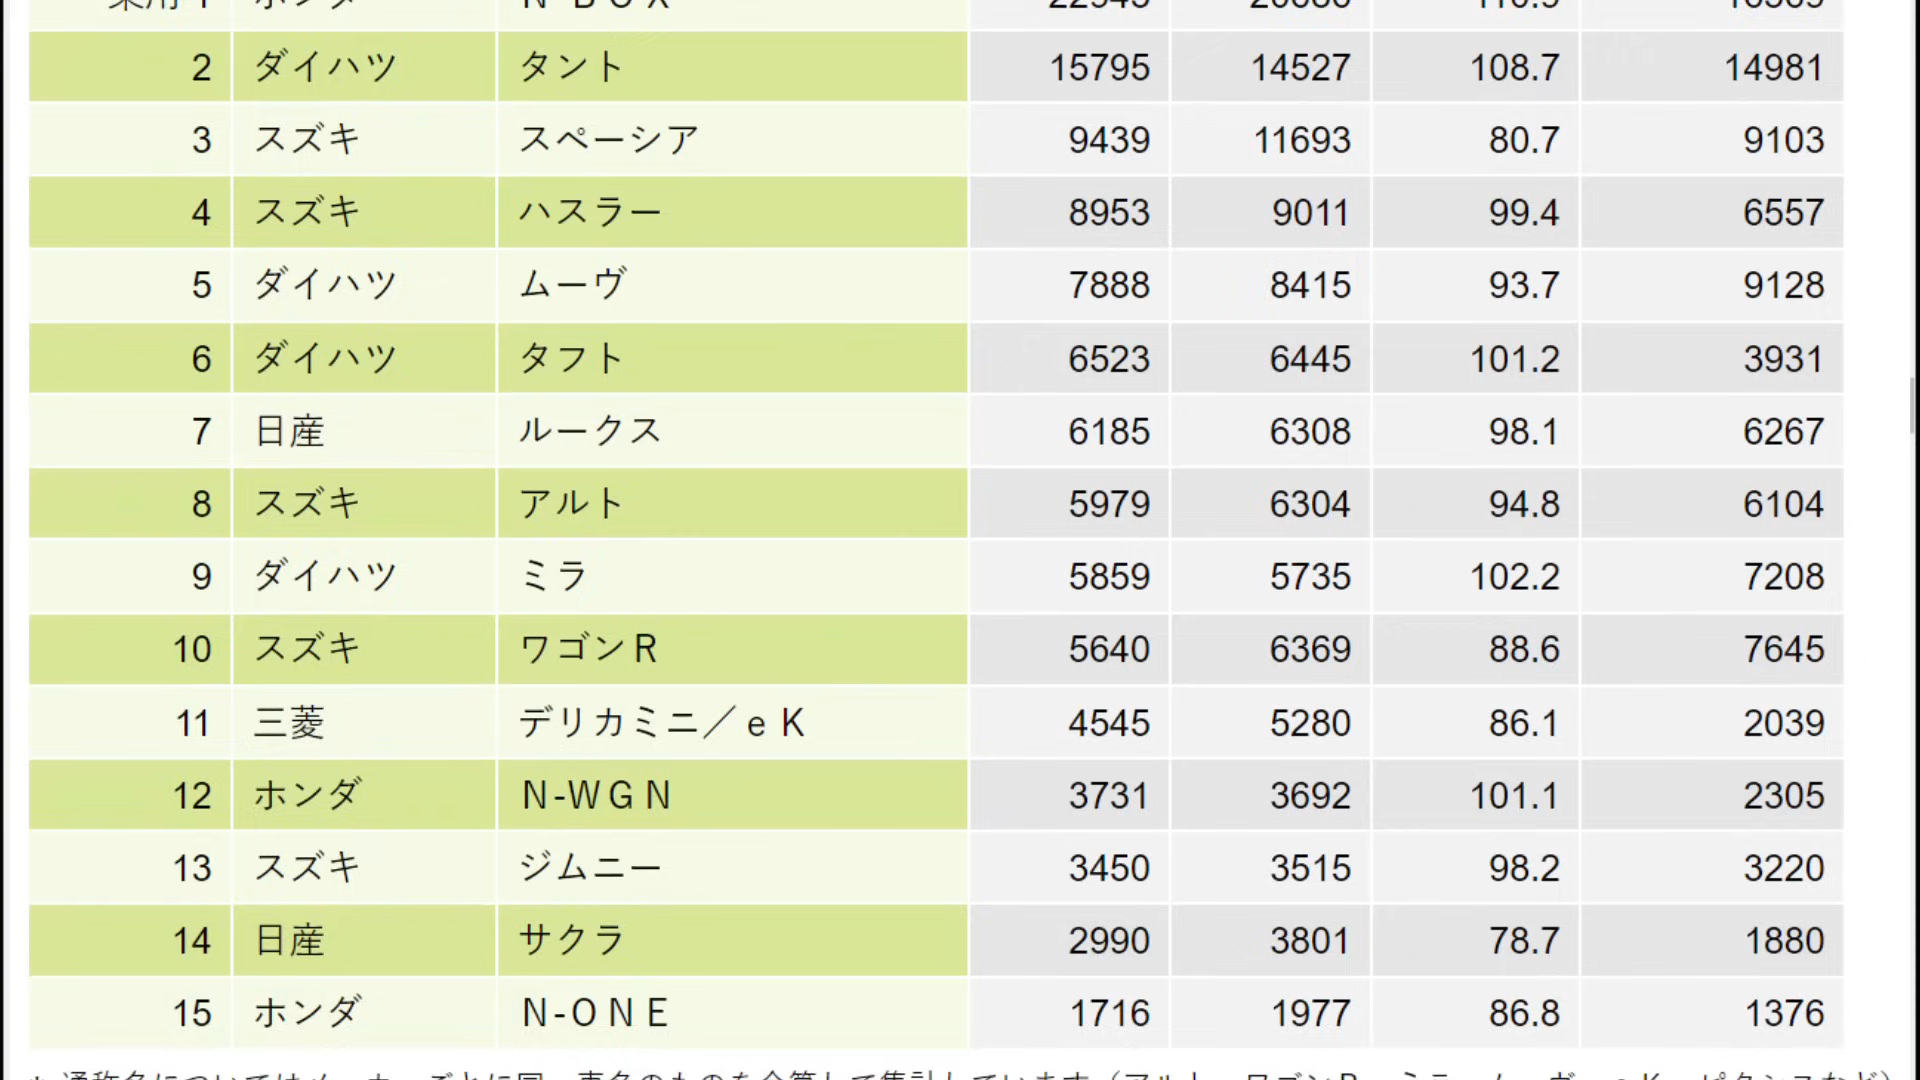 2 ダイハツ タント 15795 14527 108.7 14981
3 スズキ スペーシア 9439 11693 80.7 9103
4 スズキ ハスラー 8953 9011 99.4 6557
5 ダイハツ ムーヴ 7888 8415 93.7 9128
6 ダイハツ タフト 6523 6445 101.2 3931
7 日産 ルークス 6185 6308 98.1 6267
8 スズキ アルト 5979 6304 94.8 6104
9 ダイハツ ミラ 5859 5735 102.2 7208
10 スズキ ワゴンR 5640 6369 88.6 7645
11 三菱 デリカミニ／ｅＫ 4545 5280 86.1 2039
12 ホンダ Ｎ-ＷＧＮ 3731 3692 101.1 2305
13 スズキ ジムニー 3450 3515 98.2 3220
14 日産 サクラ 2990 3801 78.7 1880
15 ホンダ Ｎ-ＯＮＥ 1716 1977 86.8 1376